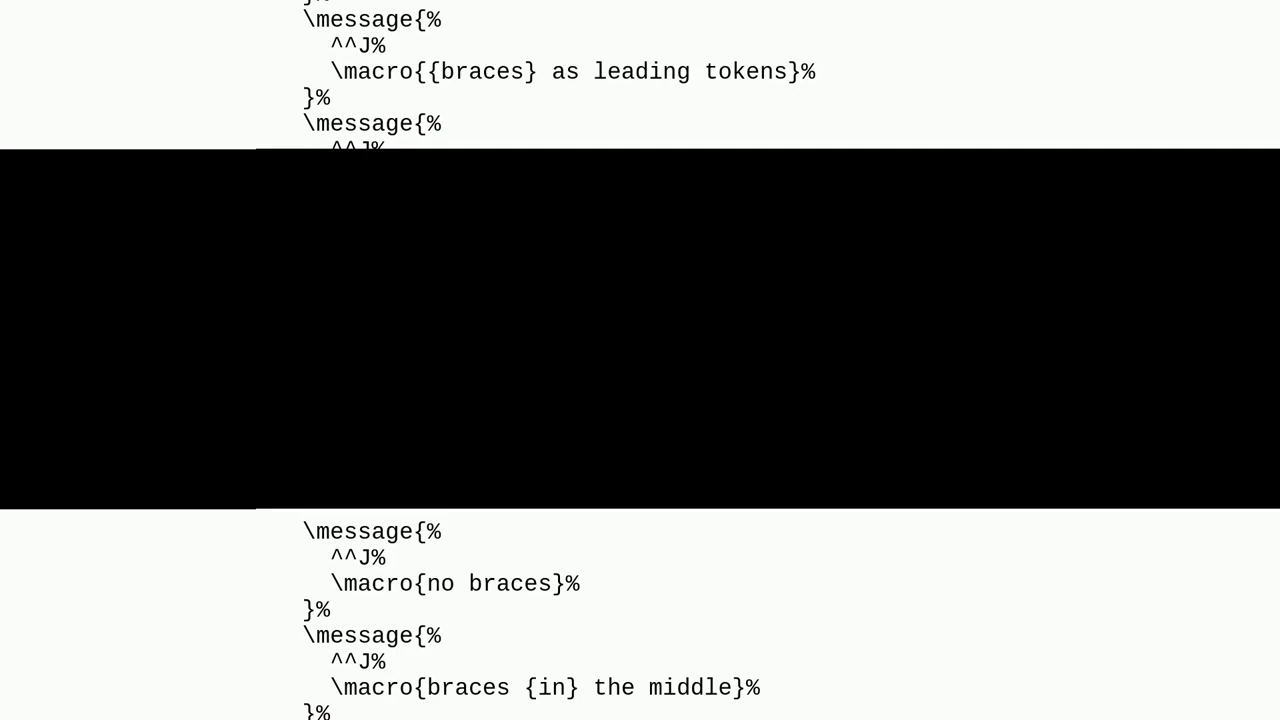 \message{%
^^J%
\macro{{braces} as leading tokens}%
}%
\message{%
^^J%
\message{%
^^J%
\macro{no braces}%
}%
\message{%
^^J%
\macro{braces {in} the middle}%
}%